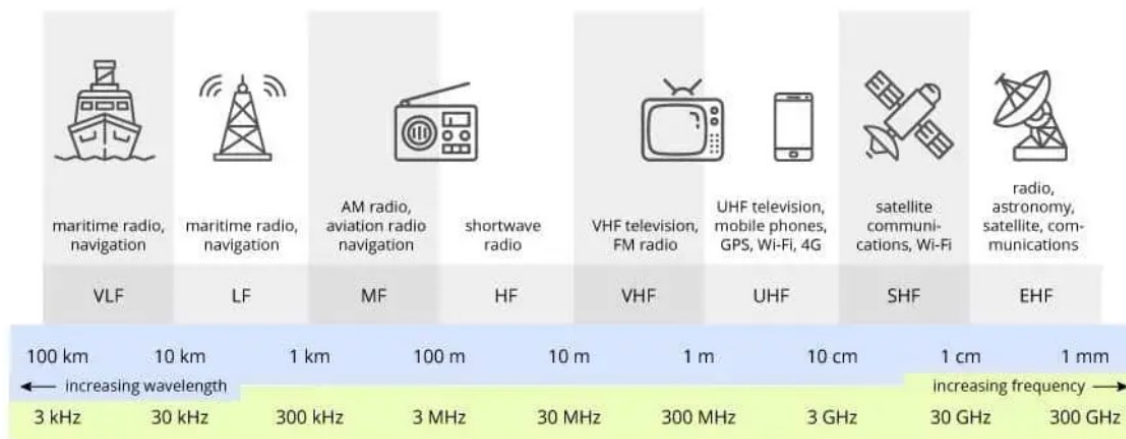 maritime radio,
navigation
maritime radio,
navigation
AM radio,
aviation radio
navigation
shortwave
radio
VHF television,
FM radio
UHF television,
mobile phones,
GPS, Wi-Fi, 4G
satellite
communi-
cations, Wi-Fi
radio,
astronomy,
satellite, com-
munications
VLF LF MF HF VHF UHF SHF EHF
100 km 10 km 1 km 100 m 10 m 1 m 10 cm 1 cm 1 mm
← increasing wavelength increasing frequency →
3 kHz 30 kHz 300 kHz 3 MHz 30 MHz 300 MHz 3 GHz 30 GHz 300 GHz